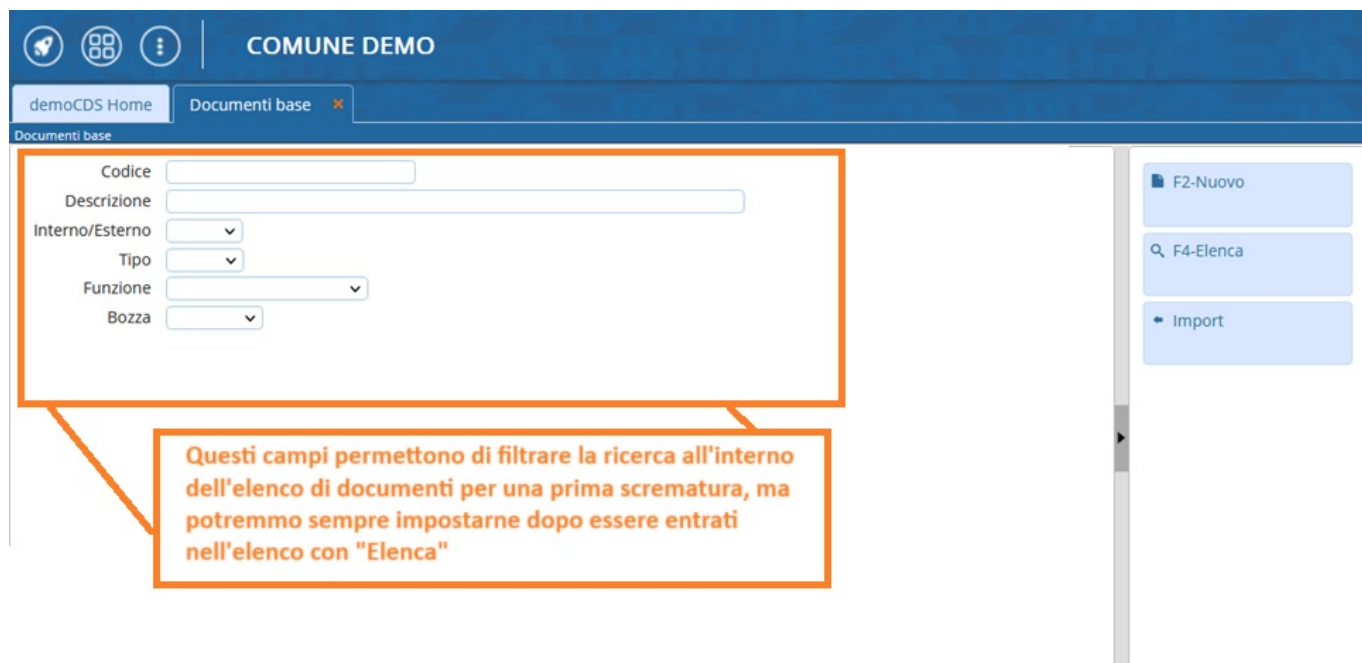 COMUNE DEMO
demoCDS Home
Documenti base
Documenti base
Codice
Descrizione
Interno/Esterno
Tipo
Funzione
Bozza
F2-Nuovo
F4-Elenca
Import
Questi campi permettono di filtrare la ricerca all'interno
dell'elenco di documenti per una prima scrematura, ma
potremmo sempre impostarne dopo essere entrati
nell'elenco con "Elenca"